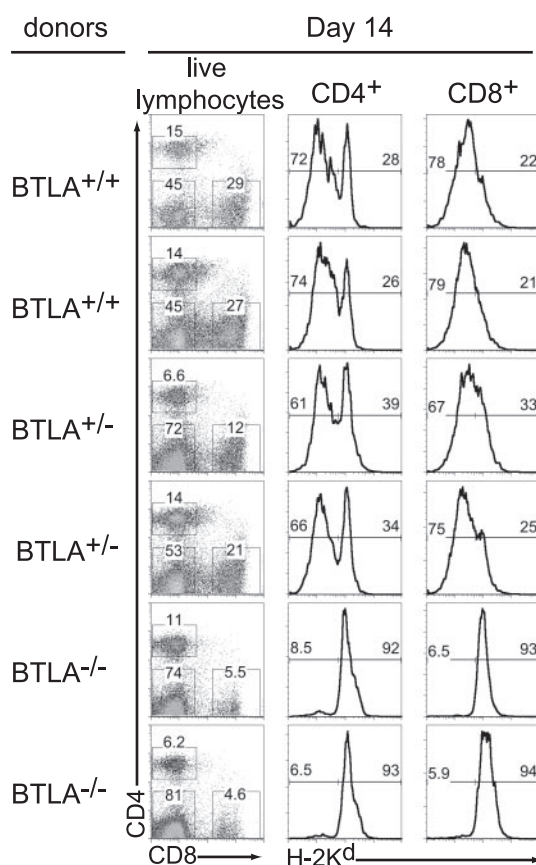 donors Day 14
live
lymphocytes CD4+ CD8+
BTLA+/+ 15 45 29 72 28 78 22
BTLA+/+ 14 45 27 74 26 79 21
BTLA+/- 6.6 72 12 61 39 67 33
BTLA+/- 14 53 21 66 34 75 25
BTLA-/- 11 74 5.5 8.5 92 6.5 93
BTLA-/- 6.2 81 4.6 6.5 93 5.9 94
CD4
CD8 H-2Kd